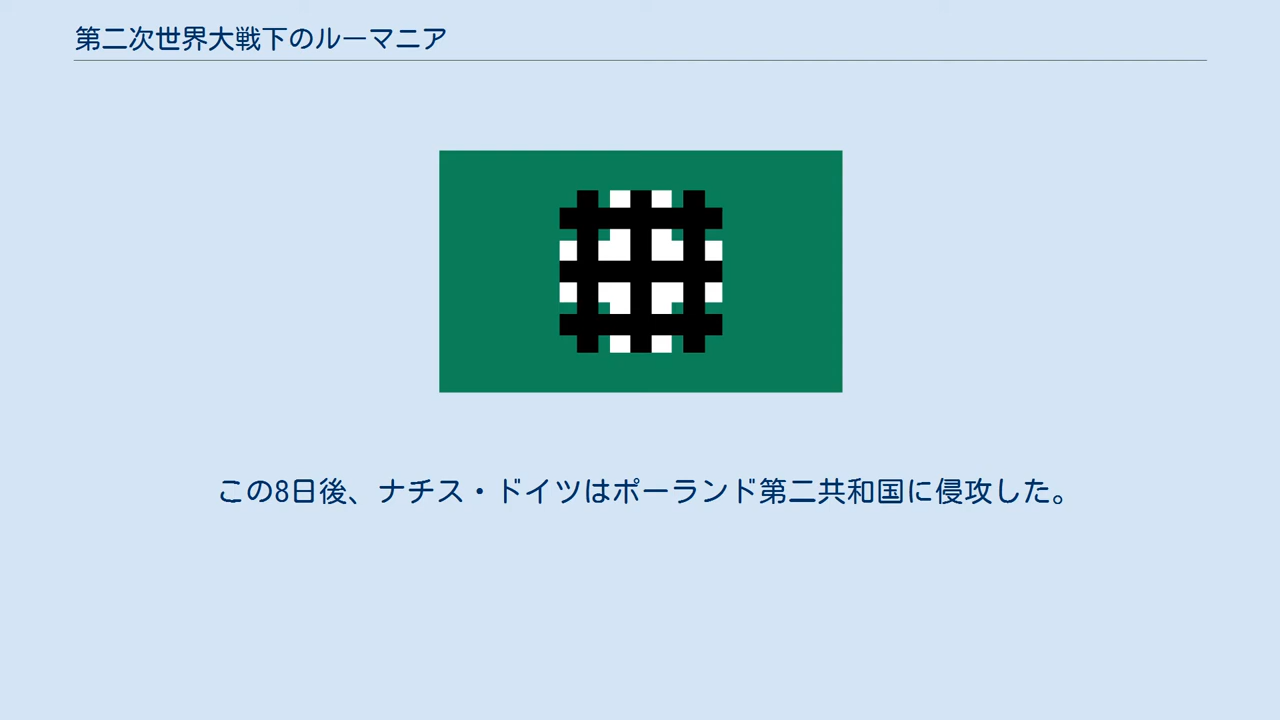 第二次世界大戦下のルーマニア
この8日後、ナチス・ドイツはポーランド第二共和国に侵攻した。